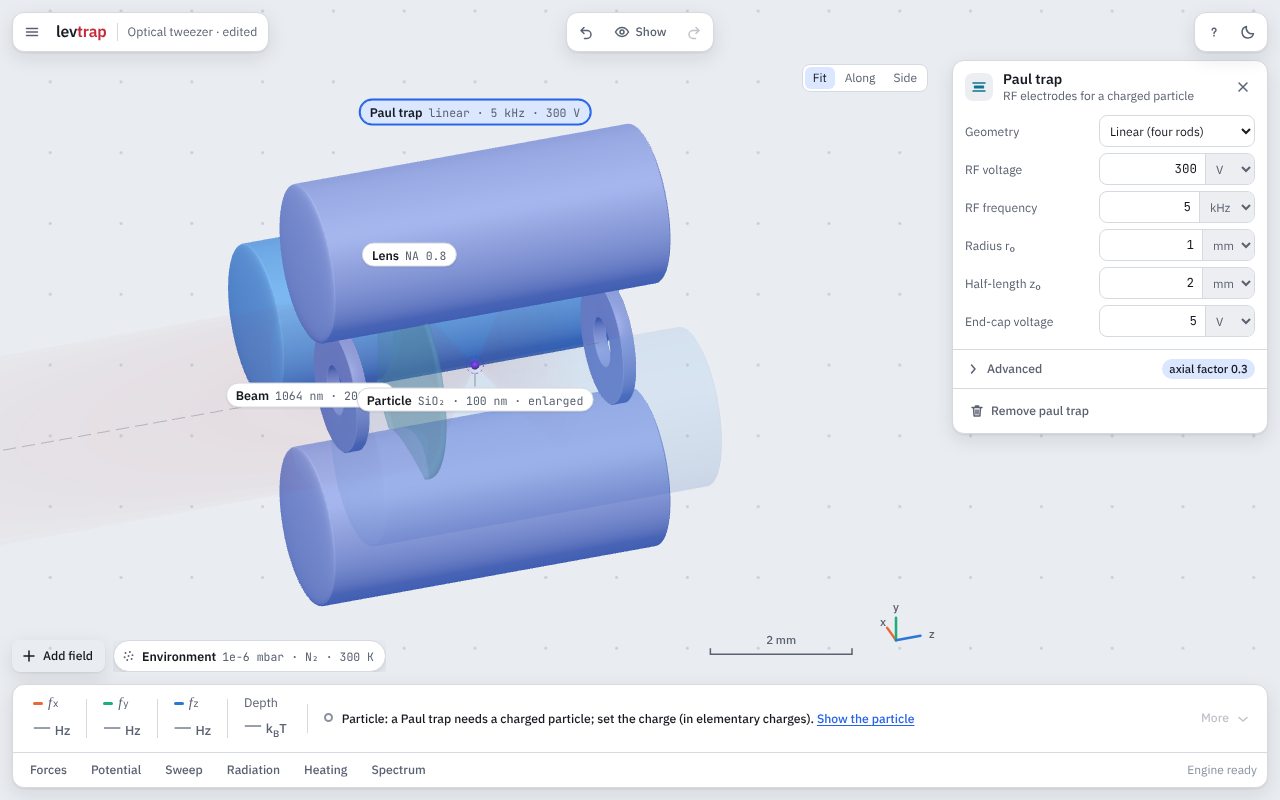 levtrap
Optical tweezer · edited
Show
?
Fit
Along
Side
Paul trap
RF electrodes for a charged particle
Geometry
Linear (four rods)
RF voltage
300
V
RF frequency
5
kHz
Radius r₀
1
mm
Half-length z₀
2
mm
End-cap voltage
5
V
Advanced
axial factor 0.3
Remove paul trap
Paul trap linear · 5 kHz · 300 V
Lens NA 0.8
Beam 1064 nm · 20
Particle SiO₂ · 100 nm · enlarged
2 mm
y
x
z
Add field
Environment 1e-6 mbar · N₂ · 300 K
fx
— Hz
fy
— Hz
fz
— Hz
Depth
— kBT
Particle: a Paul trap needs a charged particle; set the charge (in elementary charges). Show the particle
More
Forces
Potential
Sweep
Radiation
Heating
Spectrum
Engine ready